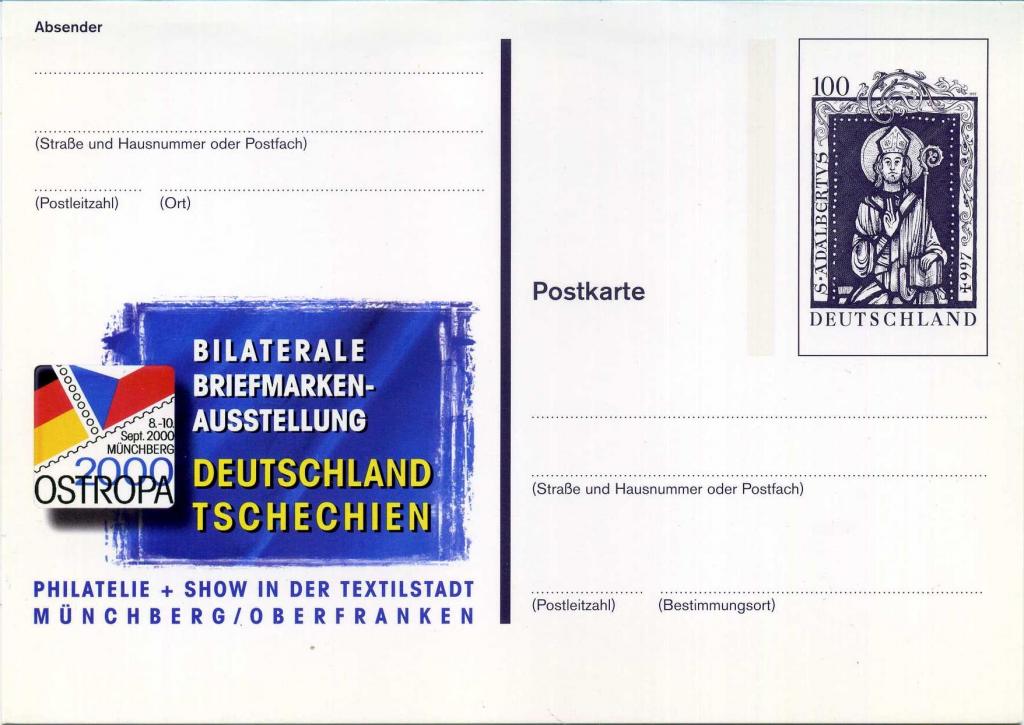 Absender
(Straße und Hausnummer oder Postfach)
(Postleitzahl) (Ort)
BILATERALE
BRIEFMARKEN-
AUSSTELLUNG
DEUTSCHLAND
TSCHECHIEN
8.-10.
Sept. 2000
MÜNCHBERG
2000
OSTROPA
PHILATELIE + SHOW IN DER TEXTILSTADT
MÜNCHBERG/OBERFRANKEN
Postkarte
100
S·ADALBERTVS
‡997
DEUTSCHLAND
(Straße und Hausnummer oder Postfach)
(Postleitzahl) (Bestimmungsort)